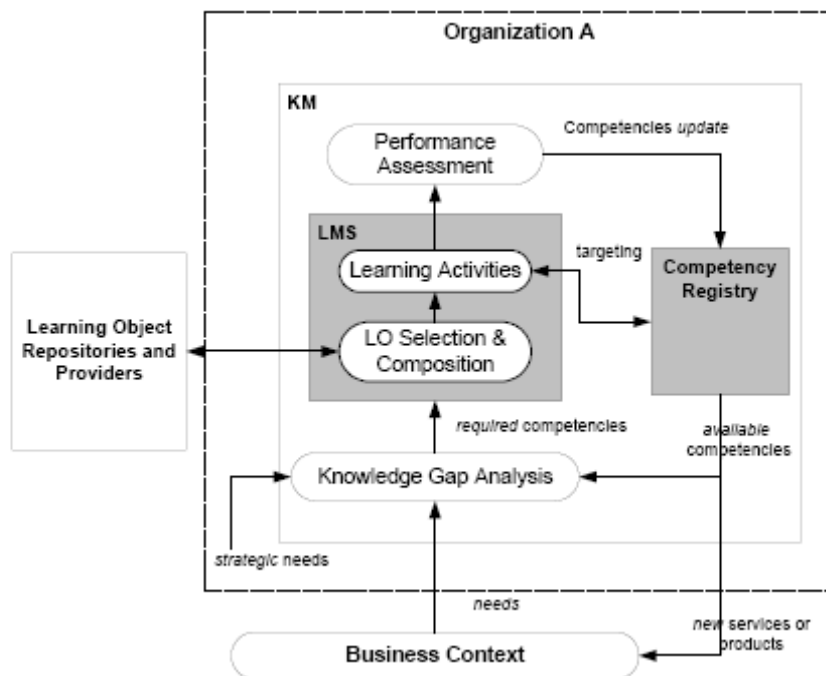 Organization A
KM
Performance
Assessment
Competencies update
LMS
Learning Activities
targeting
Competency
Registry
Learning Object
Repositories and
Providers
LO Selection &
Composition
required competencies
available
competencies
Knowledge Gap Analysis
strategic needs
needs
new services or
products
Business Context